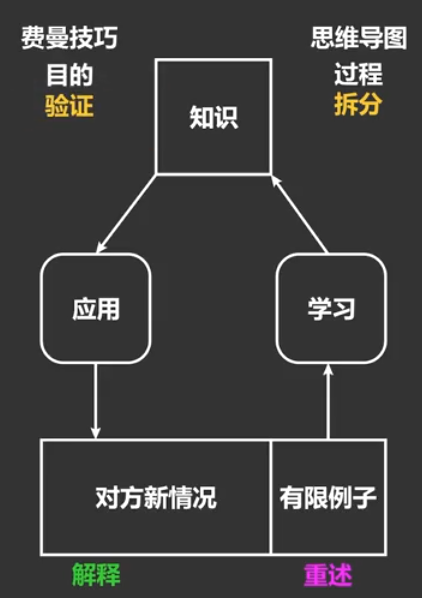 费曼技巧
目的
验证
思维导图
过程
拆分
知识
应用
学习
对方新情况
有限例子
解释
重述